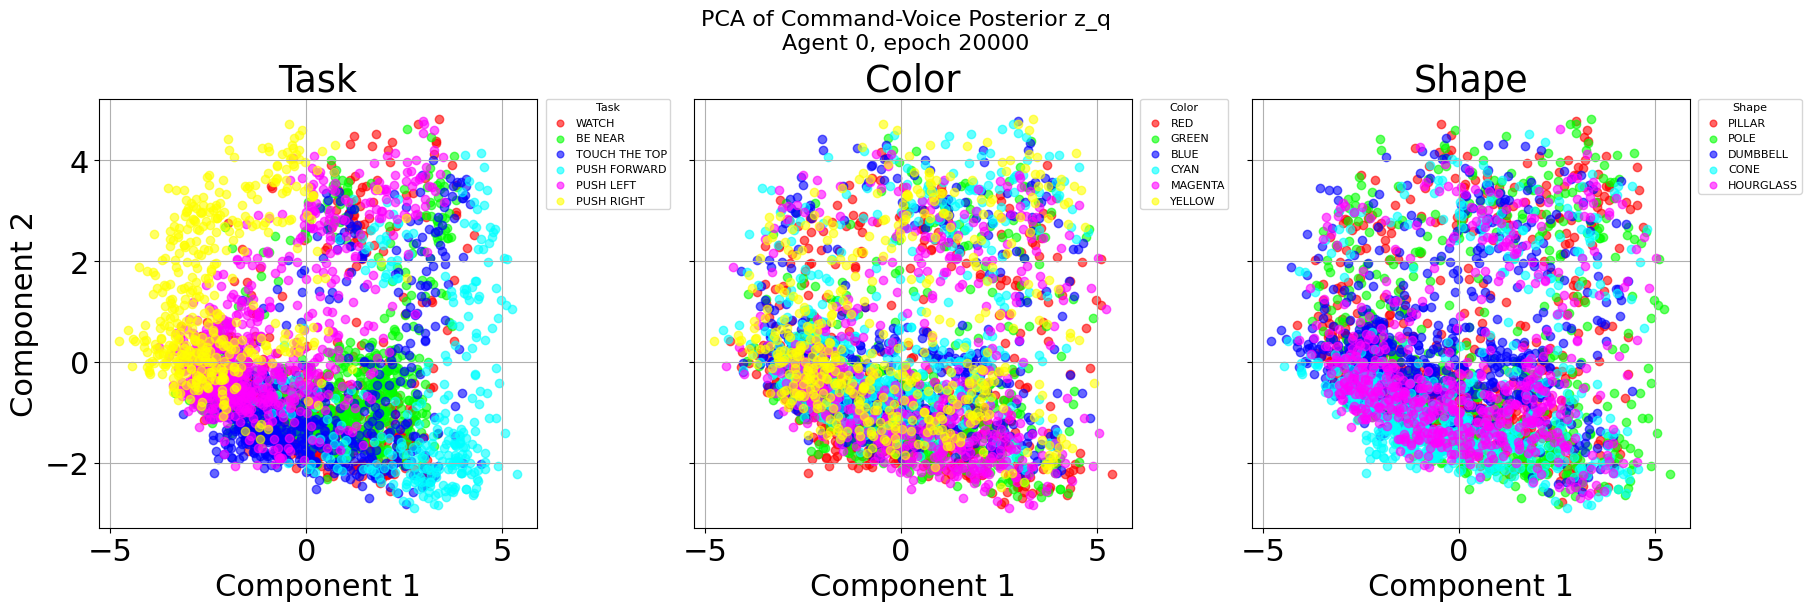 PCA of Command-Voice Posterior z_q
Agent 0, epoch 20000
Task
Component 2
4
2
0
−2
−5 0 5
Component 1
Task
WATCH
BE NEAR
TOUCH THE TOP
PUSH FORWARD
PUSH LEFT
PUSH RIGHT
Color
−5 0 5
Component 1
Color
RED
GREEN
BLUE
CYAN
MAGENTA
YELLOW
Shape
−5 0 5
Component 1
Shape
PILLAR
POLE
DUMBBELL
CONE
HOURGLASS